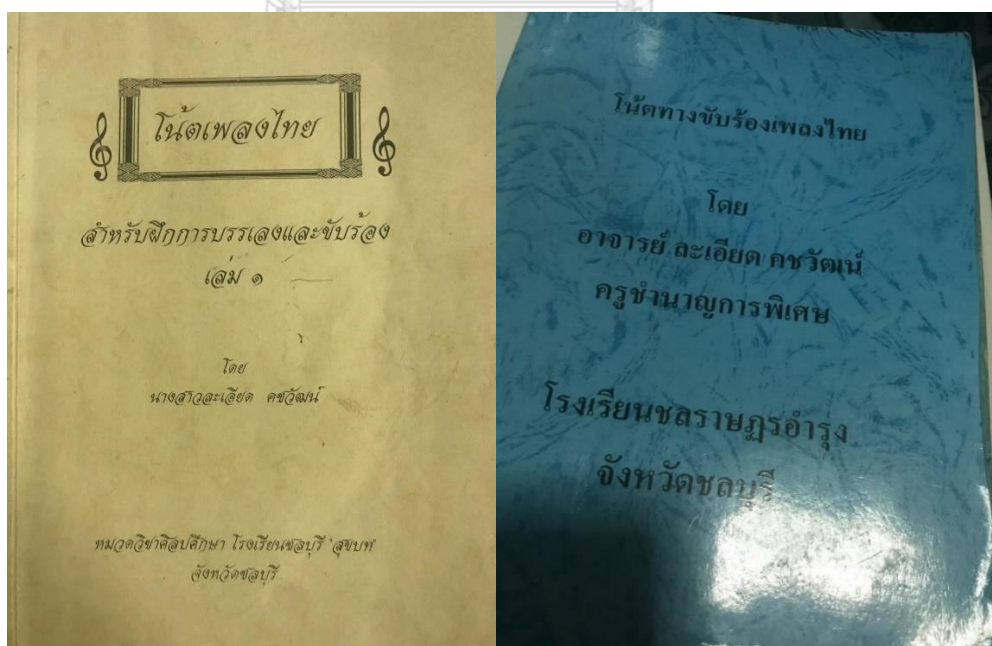 โน้ตเพลงไทย
สำหรับฝึกการบรรเลงและขับร้อง
เล่ม ๑
โดย
นางสาวละเอียด คชวัฒน์
หมวดวิชาศิลปศึกษา โรงเรียนชลบุรี "สุขบท"
จังหวัดชลบุรี
โน้ตทางขับร้องเพลงไทย
โดย
อาจารย์ ละเอียด คชวัฒน์
ครูชำนาญการพิเศษ
โรงเรียนชลราษฎรอำรุง
จังหวัดชลบุรี